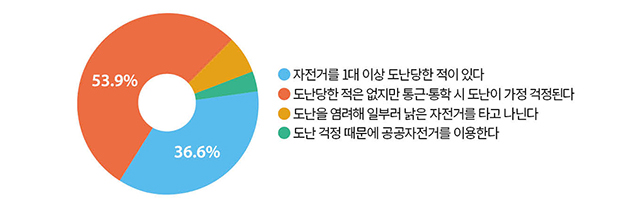 53.9%
36.6%
자전거를 1대 이상 도난당한 적이 있다
도난당한 적은 없지만 통근·통학 시 도난이 가정 걱정된다
도난을 염려해 일부러 낡은 자전거를 타고 나닌다
도난 걱정 때문에 공공자전거를 이용한다